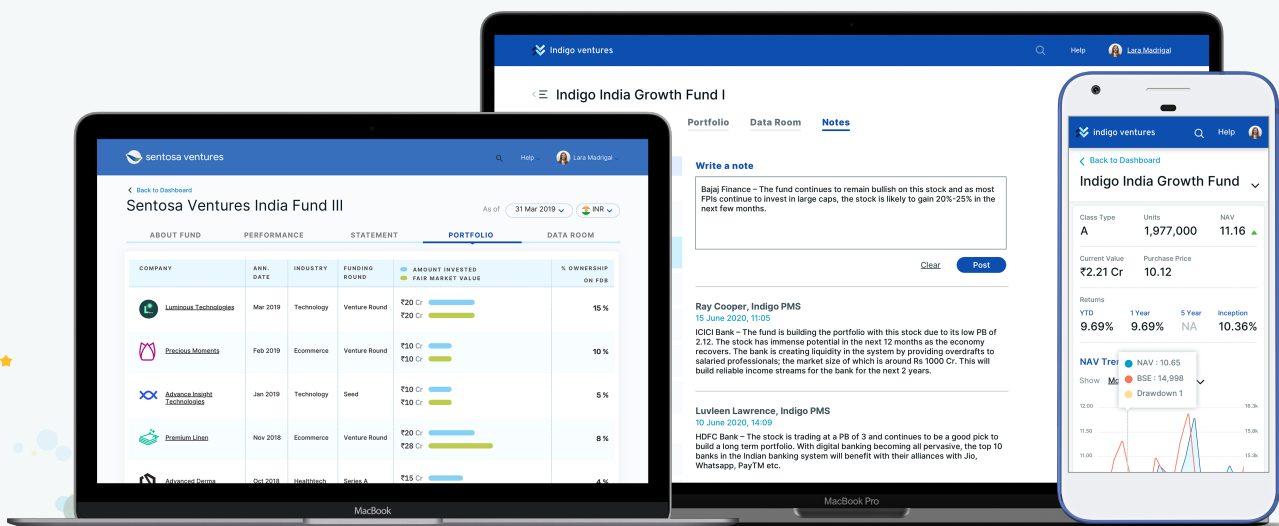 Indigo ventures
Help
Lara Madrigal
Indigo India Growth Fund I
Portfolio
Data Room
Notes
Write a note
Bajaj Finance – The fund continues to remain bullish on this stock and as most
FPIs continue to invest in large caps, the stock is likely to gain 20%-25% in the
next few months.
Clear
Post
Ray Cooper, Indigo PMS
15 June 2020, 11:05
ICICI Bank – The fund is building the portfolio with this stock due to its low PB of
2.12. The stock has immense potential in the next 12 months as the economy
recovers. The bank is creating liquidity in the system by providing overdrafts to
salaried professionals; the market size of which is around Rs 1000 Cr. This will
build reliable income streams for the bank for the next 2 years.
Luvleen Lawrence, Indigo PMS
10 June 2020, 14:09
HDFC Bank – The stock is trading at a PB of 3 and continues to be a good pick to
build a long term portfolio. With digital banking becoming all pervasive, the top 10
banks in the Indian banking system will benefit with their alliances with Jio,
Whatsapp, PayTM etc.
MacBook Pro
sentosa ventures
Help
Lara Madrigal
Back to Dashboard
Sentosa Ventures India Fund III
As of 31 Mar 2019 INR
ABOUT FUND PERFORMANCE STATEMENT PORTFOLIO DATA ROOM
COMPANY ANN. DATE INDUSTRY FUNDING ROUND AMOUNT INVESTED FAIR MARKET VALUE % OWNERSHIP ON FDB
Luminous Technologies Mar 2019 Technology Venture Round ₹20 Cr 15 %
₹20 Cr
Precious Moments Feb 2019 Ecommerce Venture Round ₹10 Cr 10 %
₹10 Cr
Advance Insight Technologies Jan 2019 Technology Seed ₹10 Cr 5 %
₹10 Cr
Premium Linen Nov 2018 Ecommerce Venture Round ₹20 Cr 8 %
₹28 Cr
Advanced Derma Oct 2018 Healthtech Series A ₹15 Cr 4 %
MacBook
indigo ventures
Help
Back to Dashboard
Indigo India Growth Fund
Class Type Units NAV
A 1,977,000 11.16
Current Value Purchase Price
₹2.21 Cr 10.12
Returns
YTD 1 Year 5 Year Inception
9.69% 9.69% NA 10.36%
NAV Tre
NAV : 10.65
BSE : 14,998
Drawdown 1
Show Mo
12.00 16.3k
11.50 15.8k
11.00 15.3k